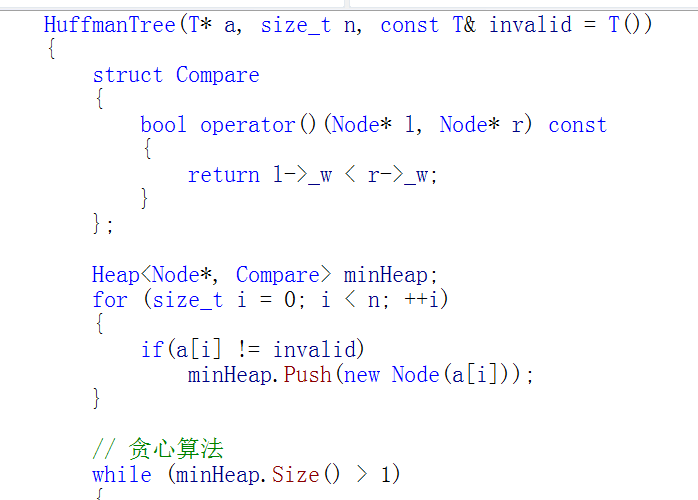 HuffmanTree(T* a, size_t n, const T& invalid = T())
{
struct Compare
{
bool operator()(Node* l, Node* r) const
{
return l->_w < r->_w;
}
};
Heap<Node*, Compare> minHeap;
for (size_t i = 0; i < n; ++i)
{
if(a[i] != invalid)
minHeap.Push(new Node(a[i]));
}
// 贪心算法
while (minHeap.Size() > 1)
{